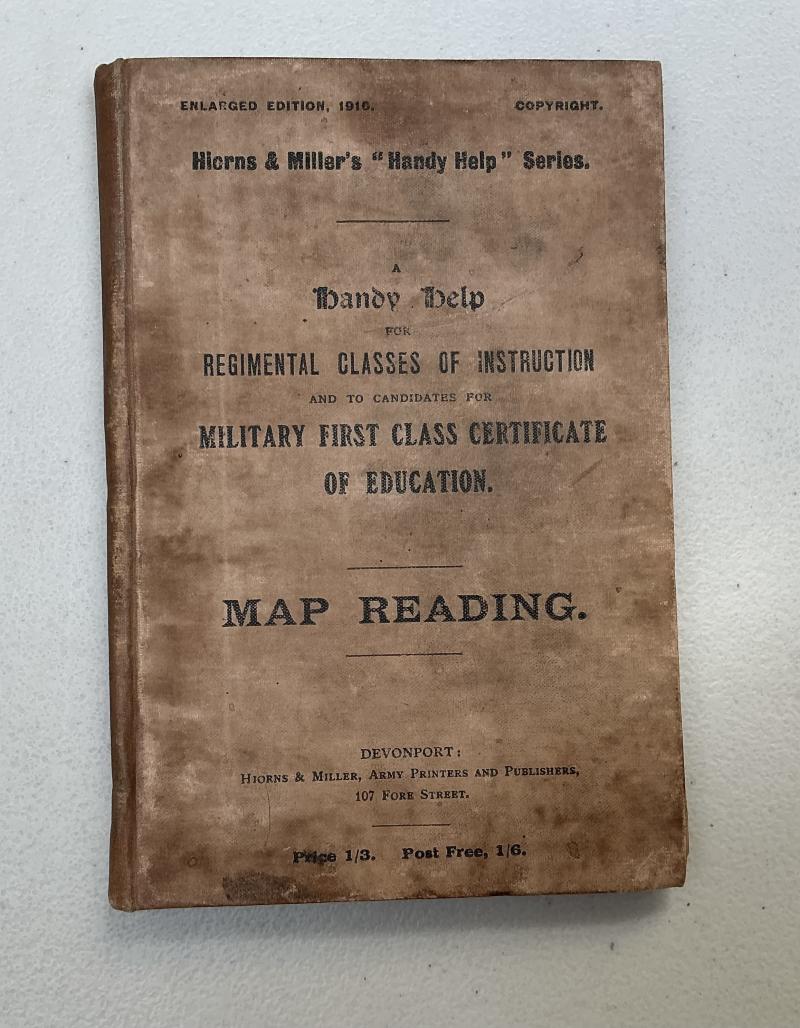 ENLARGED EDITION, 1916. COPYRIGHT.
Hiorns & Miller's "Handy Help" Series.
A
Handy Help
FOR
REGIMENTAL CLASSES OF INSTRUCTION
AND TO CANDIDATES FOR
MILITARY FIRST CLASS CERTIFICATE
OF EDUCATION.
MAP READING.
DEVONPORT:
HIORNS & MILLER, ARMY PRINTERS AND PUBLISHERS,
107 FORE STREET.
Price 1/3. Post Free, 1/6.